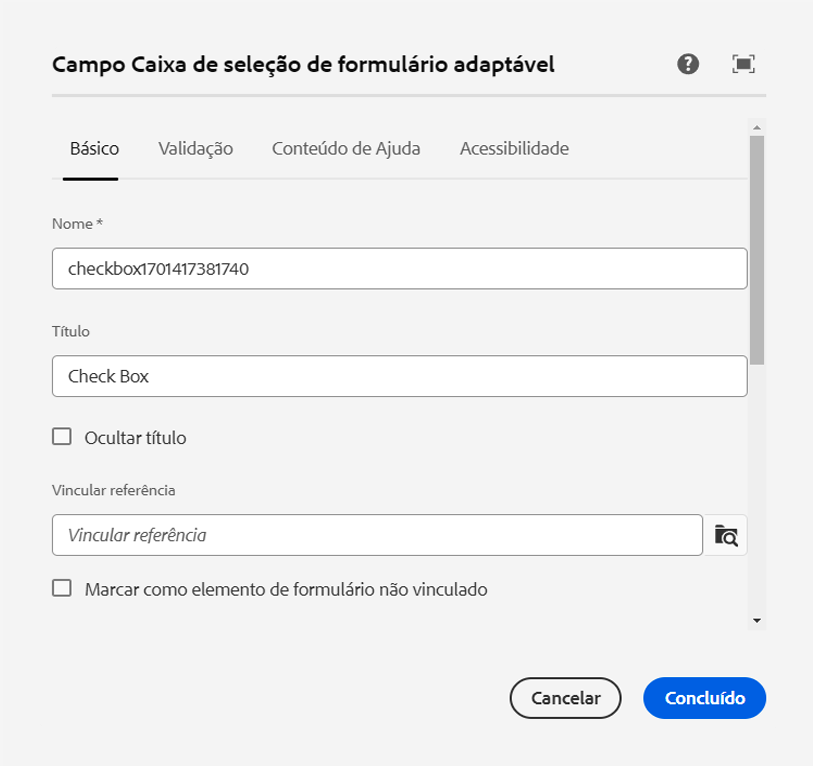 Campo Caixa de seleção de formulário adaptável
Básico Validação Conteúdo de Ajuda Acessibilidade
Nome *
checkbox1701417381740
Título
Check Box
Ocultar título
Vincular referência
Vincular referência
Marcar como elemento de formulário não vinculado
Cancelar Concluído